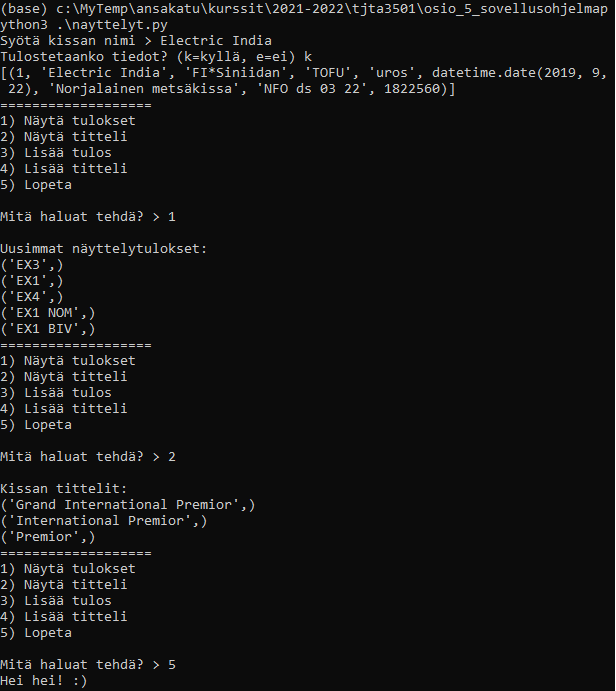 (base) c:\MyTemp\ansakatu\kurssit\2021-2022\tjta3501\osio_5_sovellusohjelmap
ython3 .\nayttelyt.py
Syötä kissan nimi > Electric India
Tulostetaanko tiedot? (k=kyllä, e=ei) k
[(1, 'Electric India', 'FI*Siniidan', 'TOFU', 'uros', datetime.date(2019, 9,
 22), 'Norjalainen metsäkissa', 'NFO ds 03 22', 1822560)]
===================
1) Näytä tulokset
2) Näytä titteli
3) Lisää tulos
4) Lisää titteli
5) Lopeta

Mitä haluat tehdä? > 1

Uusimmat näyttelytulokset:
('EX3',)
('EX1',)
('EX4',)
('EX1 NOM',)
('EX1 BIV',)
===================
1) Näytä tulokset
2) Näytä titteli
3) Lisää tulos
4) Lisää titteli
5) Lopeta

Mitä haluat tehdä? > 2

Kissan tittelit:
('Grand International Premior',)
('International Premior',)
('Premior',)
===================
1) Näytä tulokset
2) Näytä titteli
3) Lisää tulos
4) Lisää titteli
5) Lopeta

Mitä haluat tehdä? > 5
Hei hei! :)